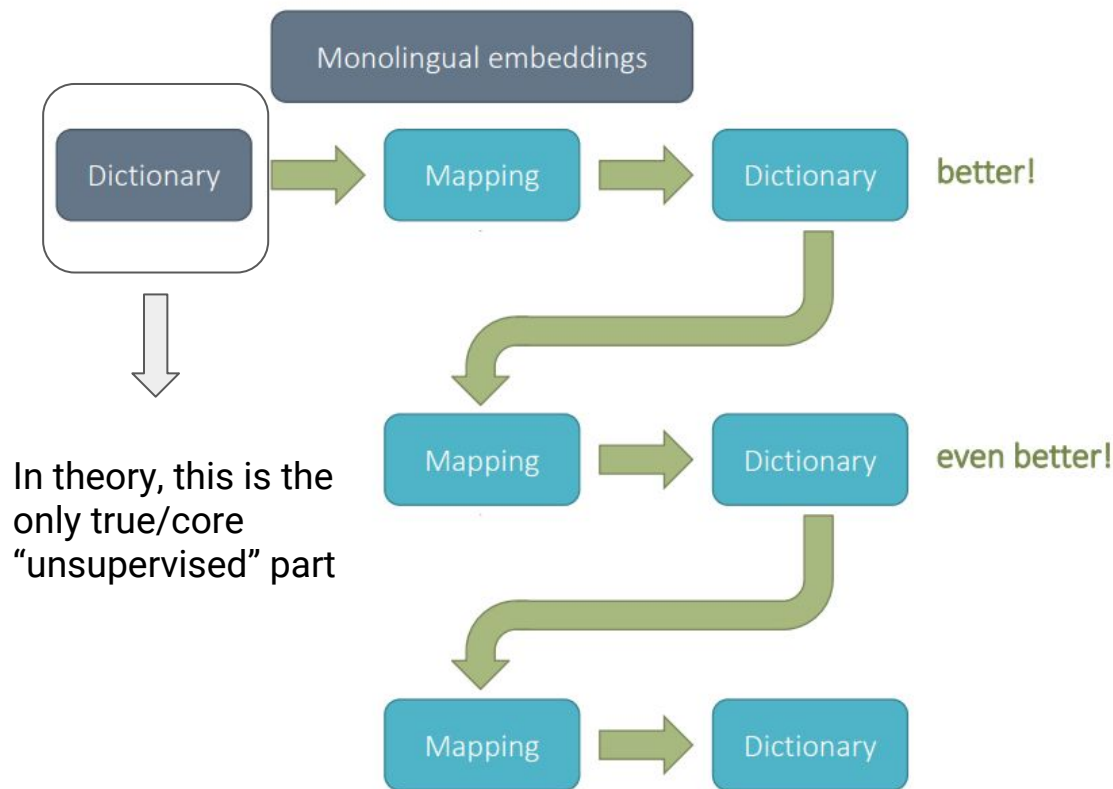 Monolingual embeddings
Dictionary
Mapping
Dictionary
better!
Mapping
Dictionary
even better!
In theory, this is the
only true/core
“unsupervised” part
Mapping
Dictionary